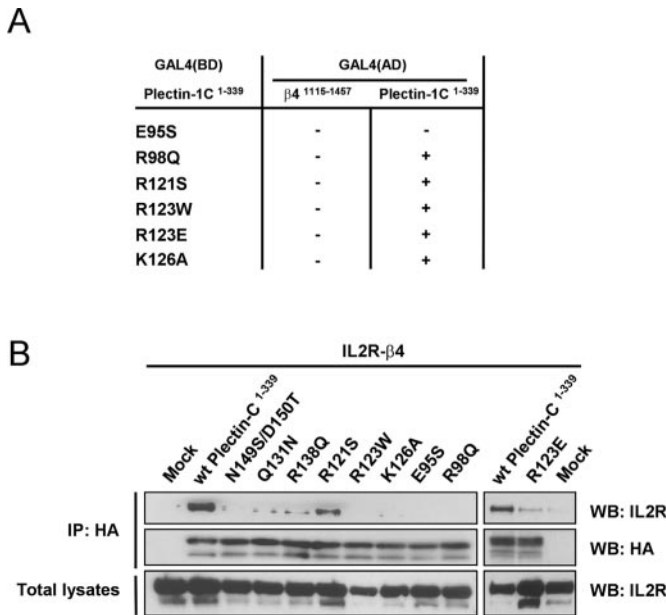 A
GAL4(BD) GAL4(AD)
Plectin-1C 1-339 β4 1115-1457 Plectin-1C 1-339
E95S - -
R98Q - +
R121S - +
R123W - +
R123E - +
K126A - +
B
IL2R-β4
Mock wt Plectin-C 1-339 N149S/D150T Q131N R138Q R121S R123W K126A E95S R98Q wt Plectin-C 1-339 R123E Mock
IP: HA WB: IL2R
WB: HA
Total lysates WB: IL2R